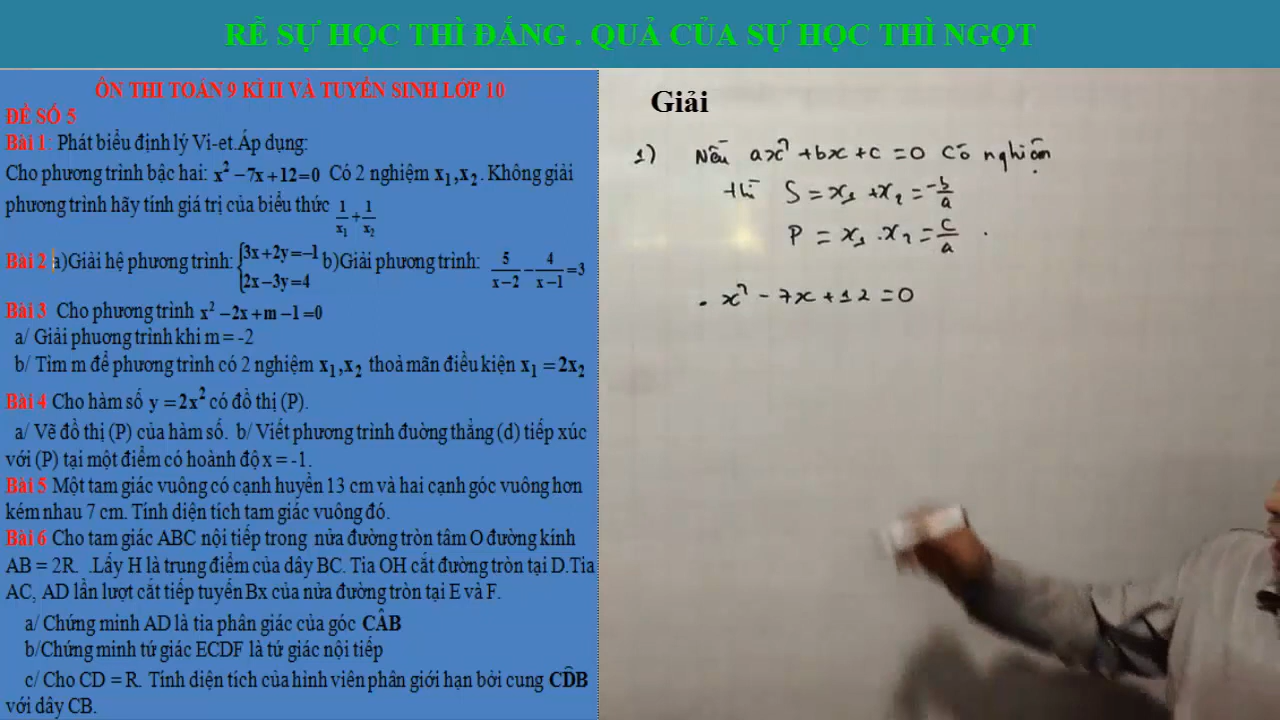 RỄ SỰ HỌC THÌ ĐẮNG . QUẢ CỦA SỰ HỌC THÌ NGỌT
ÔN THI TOÁN 9 KÌ II VÀ TUYỂN SINH LỚP 10
ĐỀ SỐ 5
Bài 1: Phát biểu định lý Vi-et.Áp dụng:
Cho phương trình bậc hai: x² −7x+12=0 Có 2 nghiệm x₁,x₂. Không giải
phương trình hãy tính giá trị của biểu thức 1/x₁+1/x₂
Bài 2 a)Giải hệ phương trình: {3x+2y=−1 b)Giải phương trình: 5/(x−2) − 4/(x−1)=3
2x−3y=4
Bài 3 Cho phương trình x² −2x+m−1=0
a/ Giải phuơng trình khi m = -2
b/ Tìm m để phương trình có 2 nghiệm x₁,x₂ thoả mãn điều kiện x₁ = 2x₂
Bài 4 Cho hàm số y = 2x² có đồ thị (P).
a/ Vẽ đồ thị (P) của hàm số. b/ Viết phương trình đuờng thẳng (d) tiếp xúc
với (P) tại một điểm có hoành độ x = -1.
Bài 5 Một tam giác vuông có cạnh huyền 13 cm và hai cạnh góc vuông hơn
kém nhau 7 cm. Tính diện tích tam giác vuông đó.
Bài 6 Cho tam giác ABC nội tiếp trong nửa đường tròn tâm O đường kính
AB = 2R. .Lấy H là trung điểm của dây BC. Tia OH cắt đường tròn tại D.Tia
AC, AD lần lượt cắt tiếp tuyến Bx của nửa đường tròn tại E và F.
a/ Chứng minh AD là tia phân giác của góc CÂB
b/Chứng minh tứ giác ECDF là tứ giác nội tiếp
c/ Cho CD = R. Tính diện tích của hình viên phân giới hạn bởi cung CD̂B
với dây CB.
Giải
1) Nếu ax² +bx+c =0 Có nghiệm
thì S = x₁ +x₂ = -b/a
P = x₁ .x₂ = c/a .
. x² - 7x +12 =0